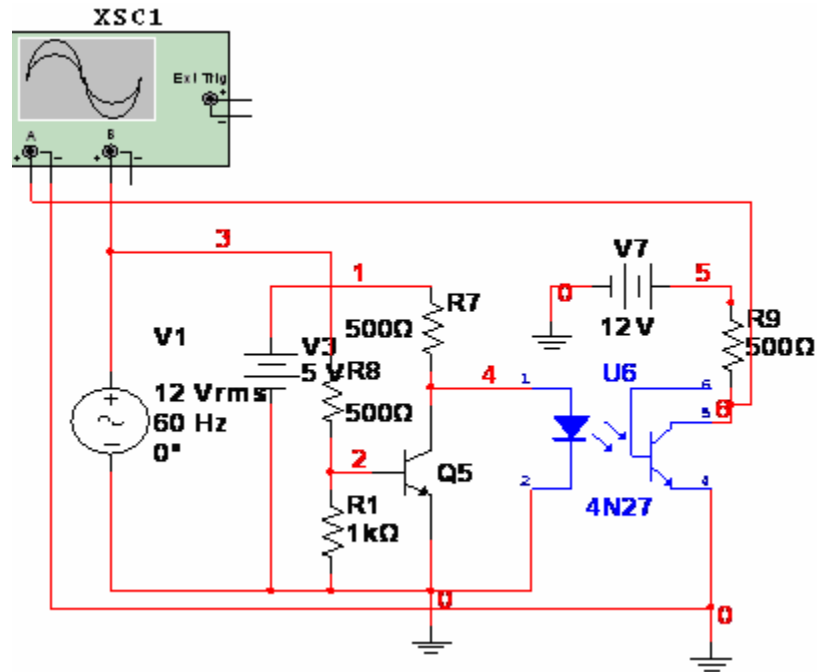 XSC1
Ext Trig
+
-
A
B
+
-
+
-
3
1
V7
5
0
12 V
R7
500Ω
R9
500Ω
V1
V3
5 V
12 Vrms
60 Hz
0°
R8
500Ω
4
1
U6
6
5
6
2
Q5
R1
1kΩ
2
4
4N27
0
0